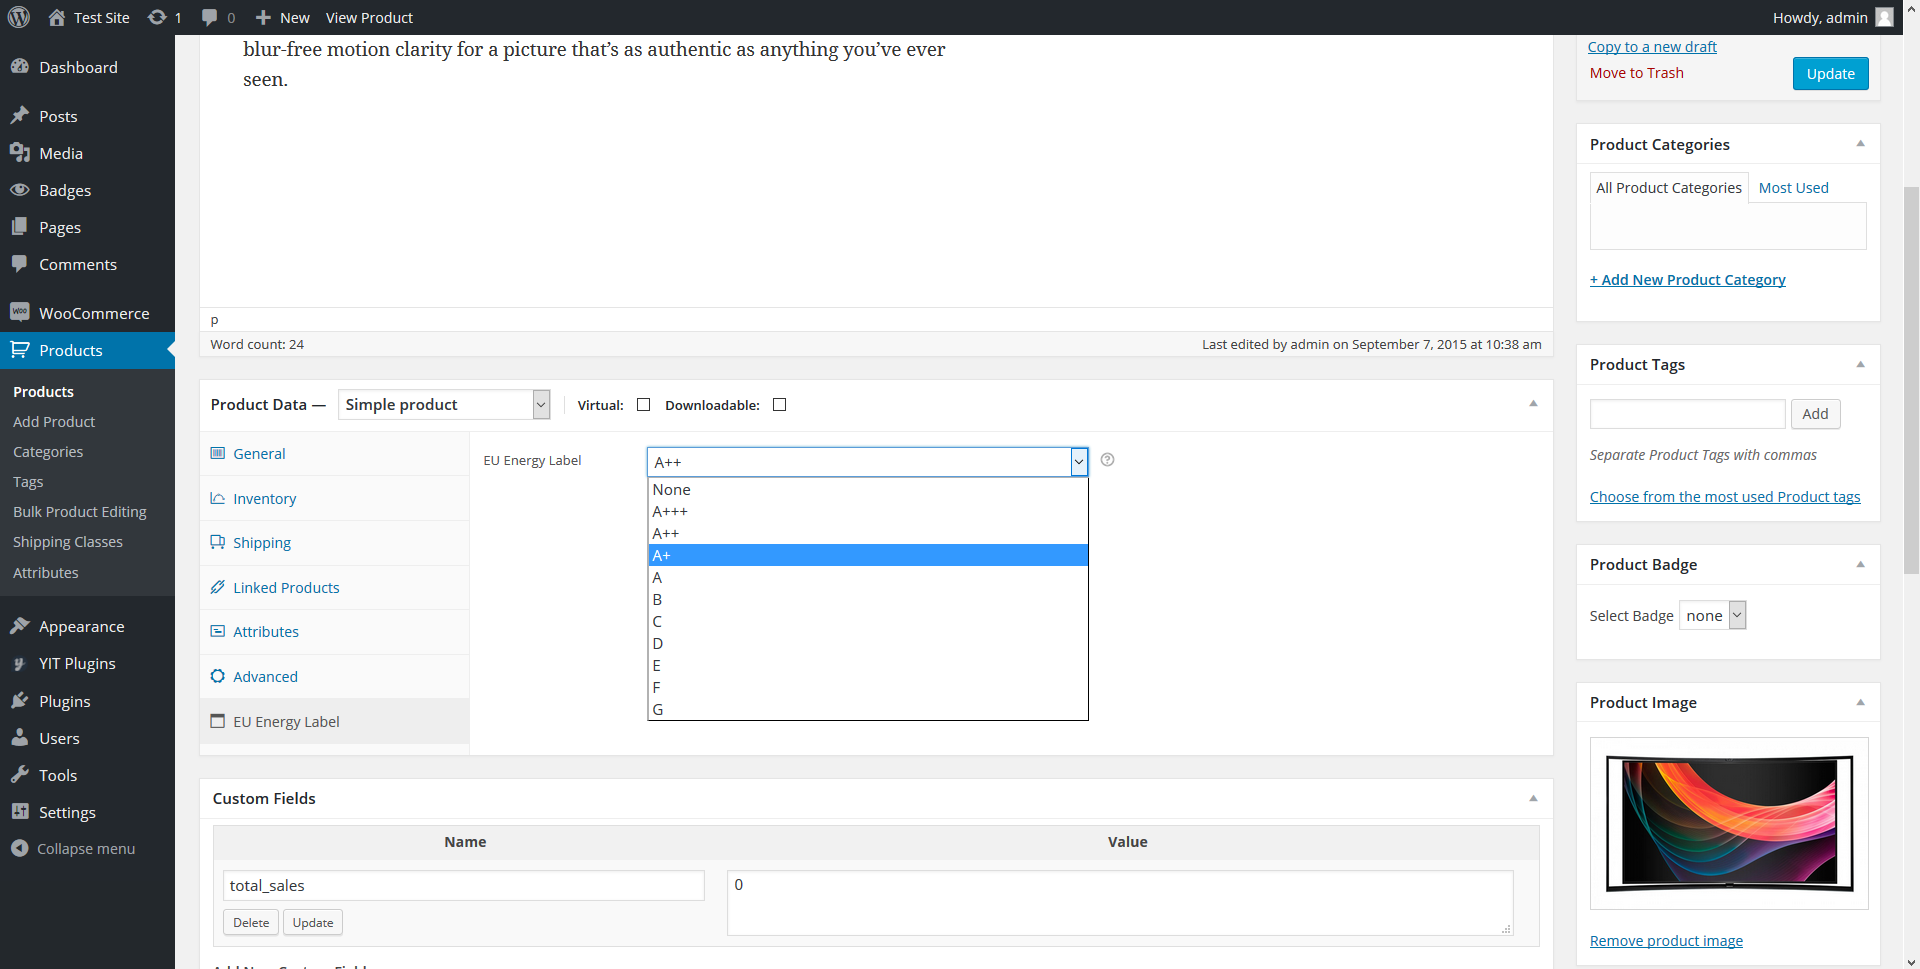 Test Site 1 0 New View Product Howdy, admin
Dashboard
Posts
Media
Badges
Pages
Comments
WooCommerce
Products
Products
Add Product
Categories
Tags
Bulk Product Editing
Shipping Classes
Attributes
Appearance
YIT Plugins
Plugins
Users
Tools
Settings
Collapse menu
blur-free motion clarity for a picture that’s as authentic as anything you’ve ever
seen.
p
Word count: 24 Last edited by admin on September 7, 2015 at 10:38 am
Product Data — Simple product Virtual: Downloadable:
General
Inventory
Shipping
Linked Products
Attributes
Advanced
EU Energy Label
EU Energy Label A++ ?
None
A+++
A++
A+
A
B
C
D
E
F
G
Custom Fields
Name Value
total_sales 0
Delete Update
Copy to a new draft
Move to Trash Update
Product Categories
All Product Categories Most Used
+ Add New Product Category
Product Tags
Add
Separate Product Tags with commas
Choose from the most used Product tags
Product Badge
Select Badge none
Product Image
Remove product image